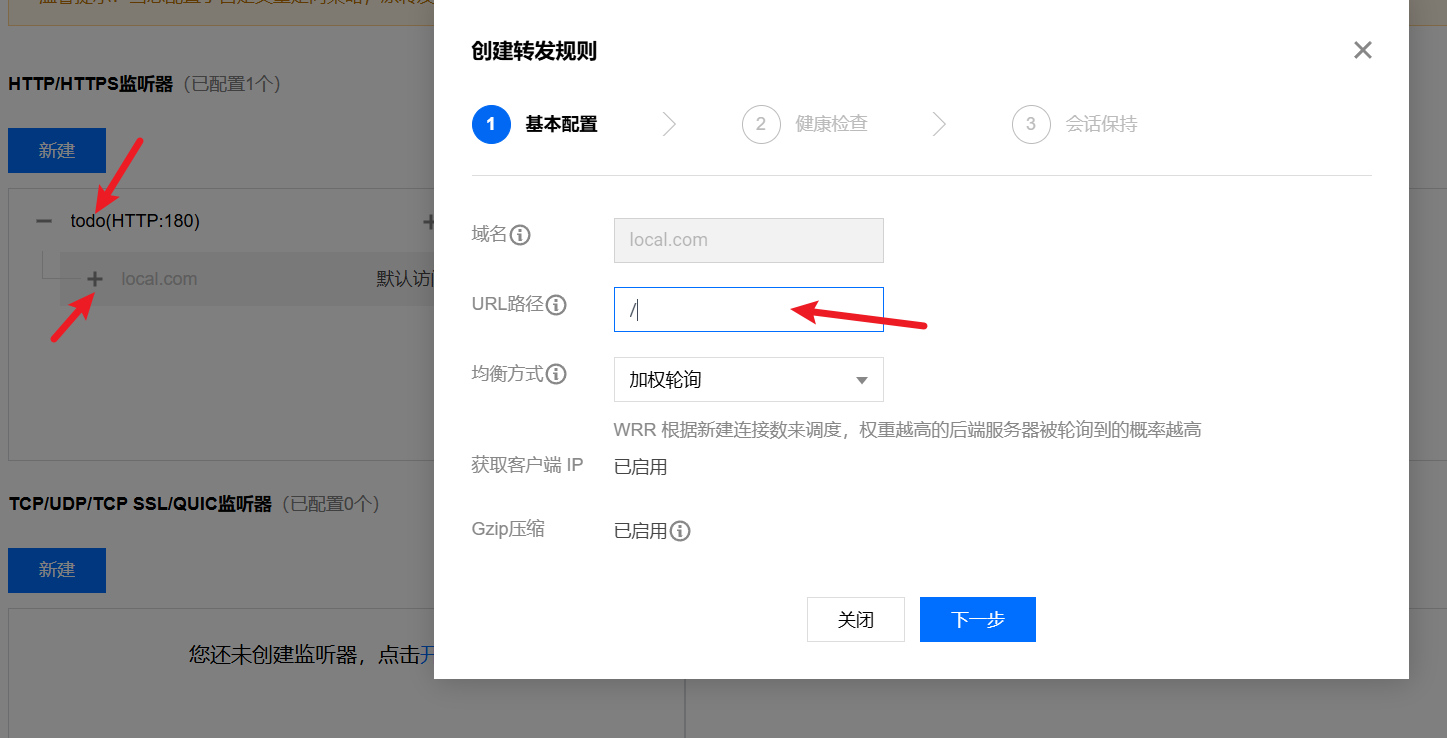 创建转发规则
HTTP/HTTPS监听器（已配置1个）
新建
1 基本配置
2 健康检查
3 会话保持
todo(HTTP:180)
local.com 默认访
域名
local.com
URL路径
/
均衡方式
加权轮询
WRR 根据新建连接数来调度，权重越高的后端服务器被轮询到的概率越高
获取客户端 IP
已启用
TCP/UDP/TCP SSL/QUIC监听器（已配置0个）
Gzip压缩
已启用
新建
关闭
下一步
您还未创建监听器，点击开